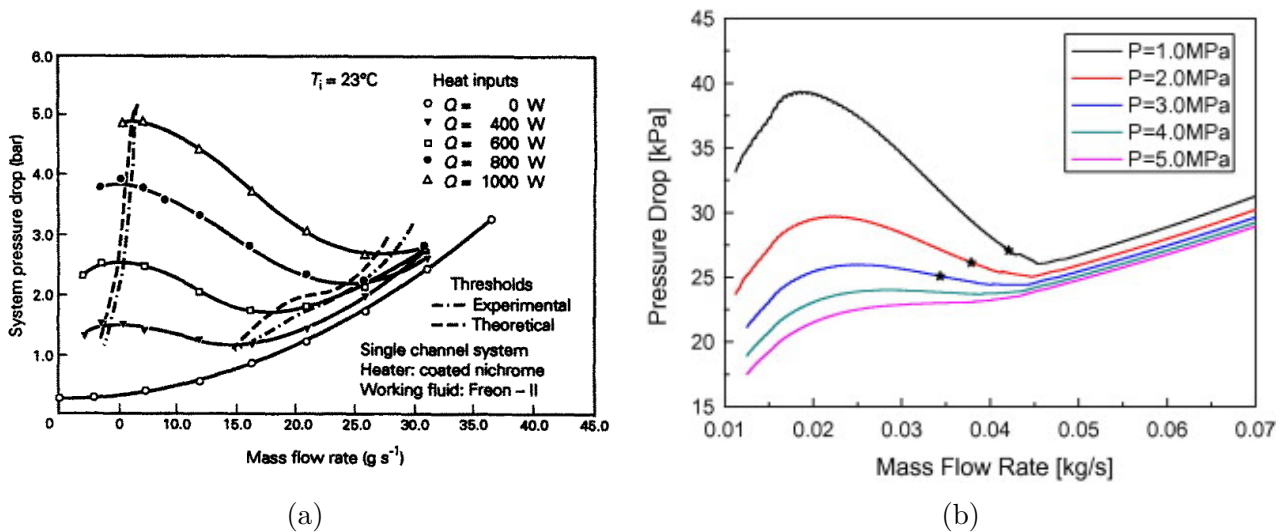 6.0
5.0
4.0
3.0
2.0
1.0
0
System pressure drop (bar)
Tᵢ = 23°C
Heat inputs
Q = 0 W
Q = 400 W
Q = 600 W
Q = 800 W
Q = 1000 W
Thresholds
Experimental
Theoretical
Single channel system
Heater: coated nichrome
Working fluid: Freon – II
0 10.0 15.0 20.0 25.0 30.0 35.0 40.0 45.0
Mass flow rate (g s⁻¹)
(a)
40
35
30
25
20
15
Pressure Drop [kPa]
P=1.0MPa
P=2.0MPa
P=3.0MPa
P=4.0MPa
P=5.0MPa
0.01 0.02 0.03 0.04 0.05 0.06 0.07
Mass Flow Rate [kg/s]
(b)